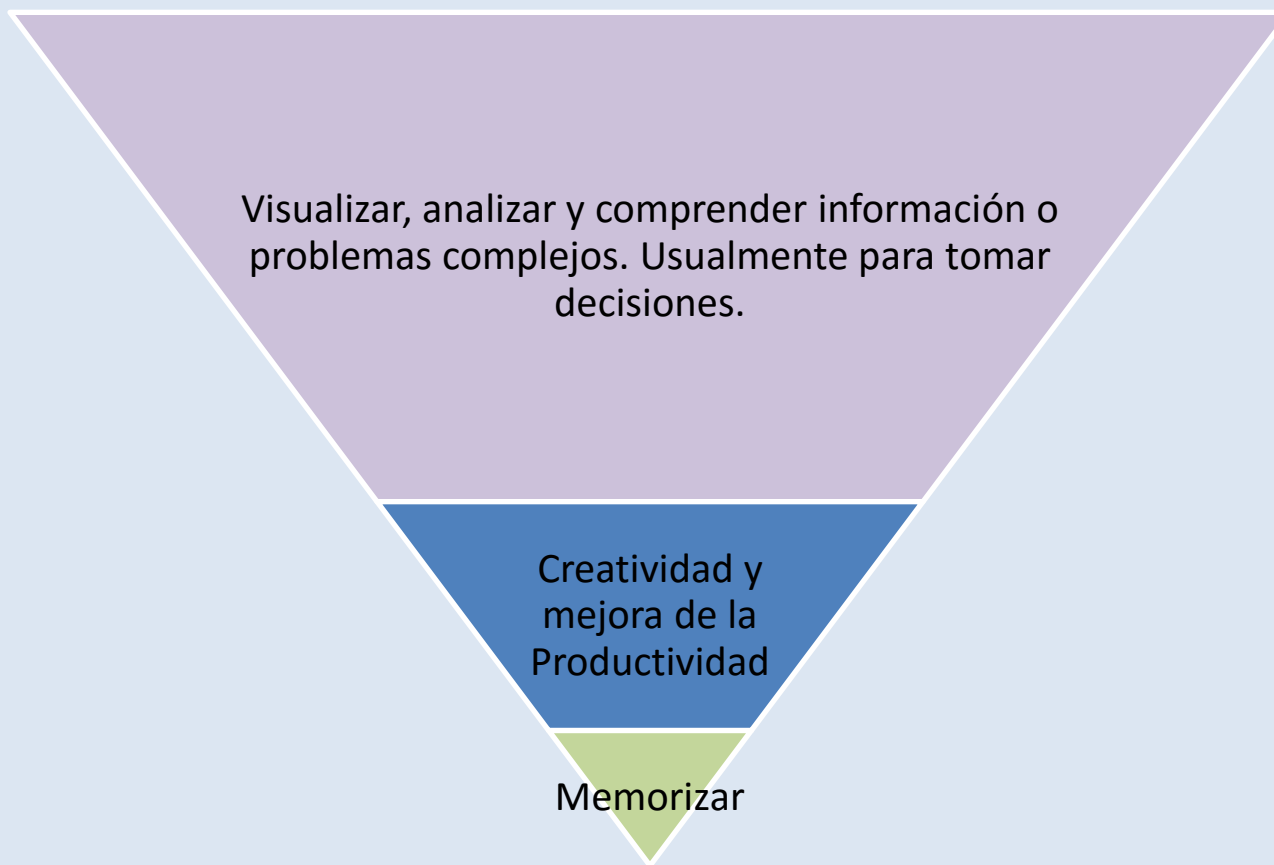 Visualizar, analizar y comprender información o
problemas complejos. Usualmente para tomar
decisiones.
Creatividad y
mejora de la
Productividad
Memorizar